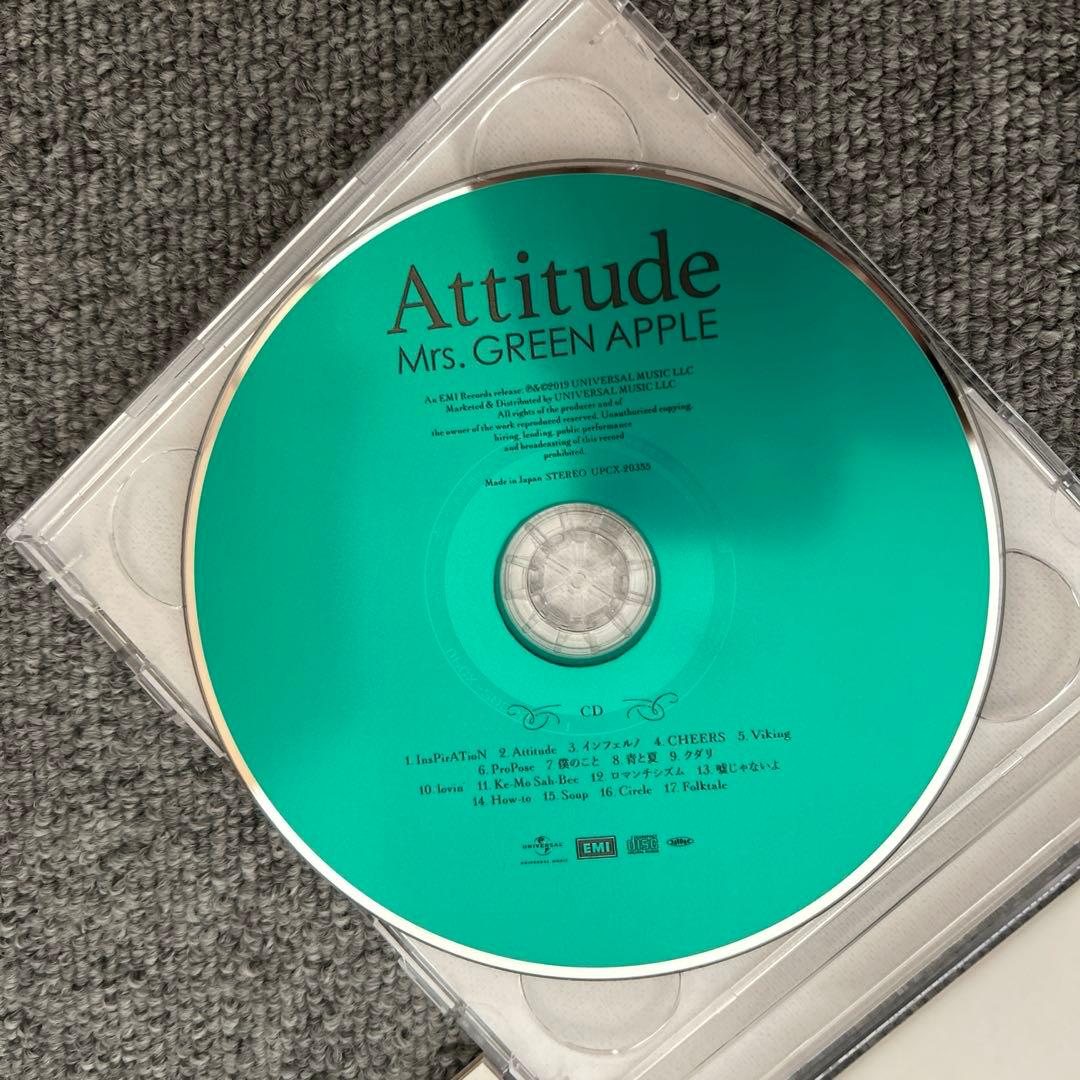 Attitude
Mrs. GREEN APPLE
An EMI Records release: ℗&©2019 UNIVERSAL MUSIC LLC
Marketed & Distributed by UNIVERSAL MUSIC LLC
All rights of the producer and of
the owner of the work reproduced reserved. Unauthorized copying,
hiring, lending, public performance
and broadcasting of this record
prohibited.
Made in Japan STEREO UPCX-20355
CD
1. InsPirATioN 2. Attitude 3. インフェルノ 4. CHEERS 5. Viking
6. ProPose 7. 僕のこと 8. 青と夏 9. クダリ
10. lovin' 11. Ke-Mo Sah-Bee 12. ロマンチシズム 13. 嘘じゃないよ
14. How-to 15. Soup 16. Circle 17. Folktale
UNIVERSAL
UNIVERSAL MUSIC
EMI
disc